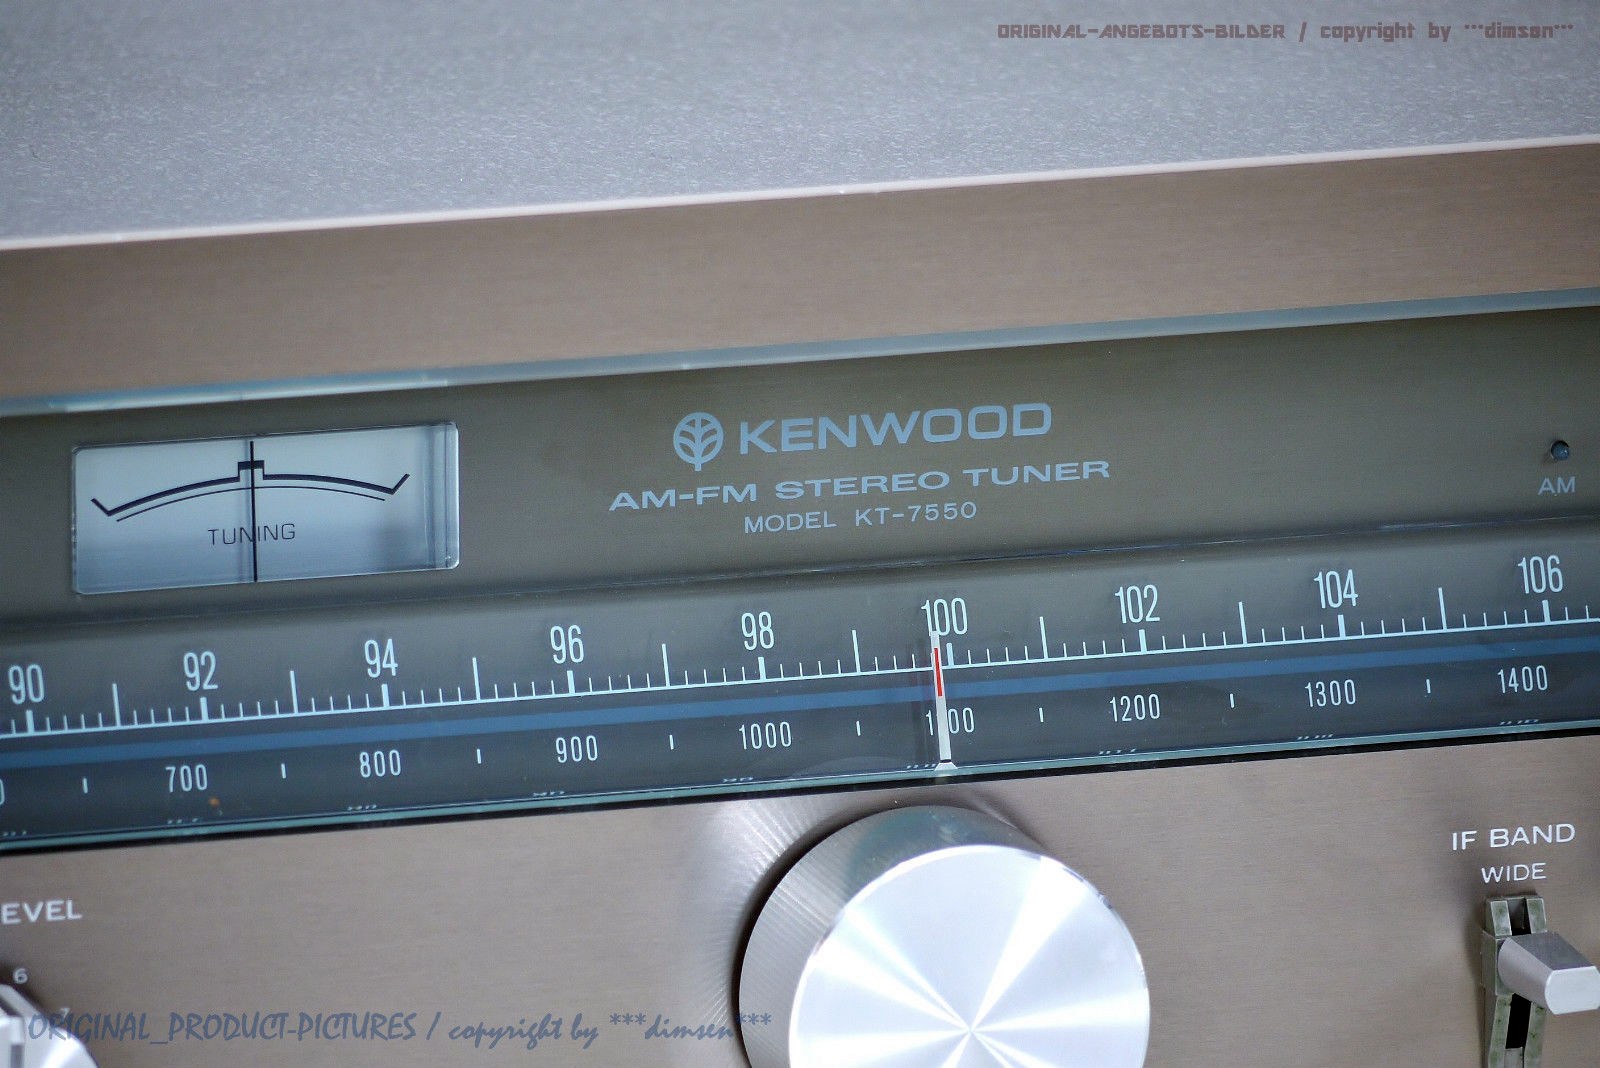 ORIGINAL-ANGEBOTS-BILDER / copyright by ***dimsen***
KENWOOD
AM-FM STEREO TUNER
MODEL KT-7550
TUNING
AM
90 92 94 96 98 100 102 104 106
700 800 900 1000 1100 1200 1300 1400
IF BAND
WIDE
EVEL
6
ORIGINAL_PRODUCT-PICTURES / copyright by ***dimsen***